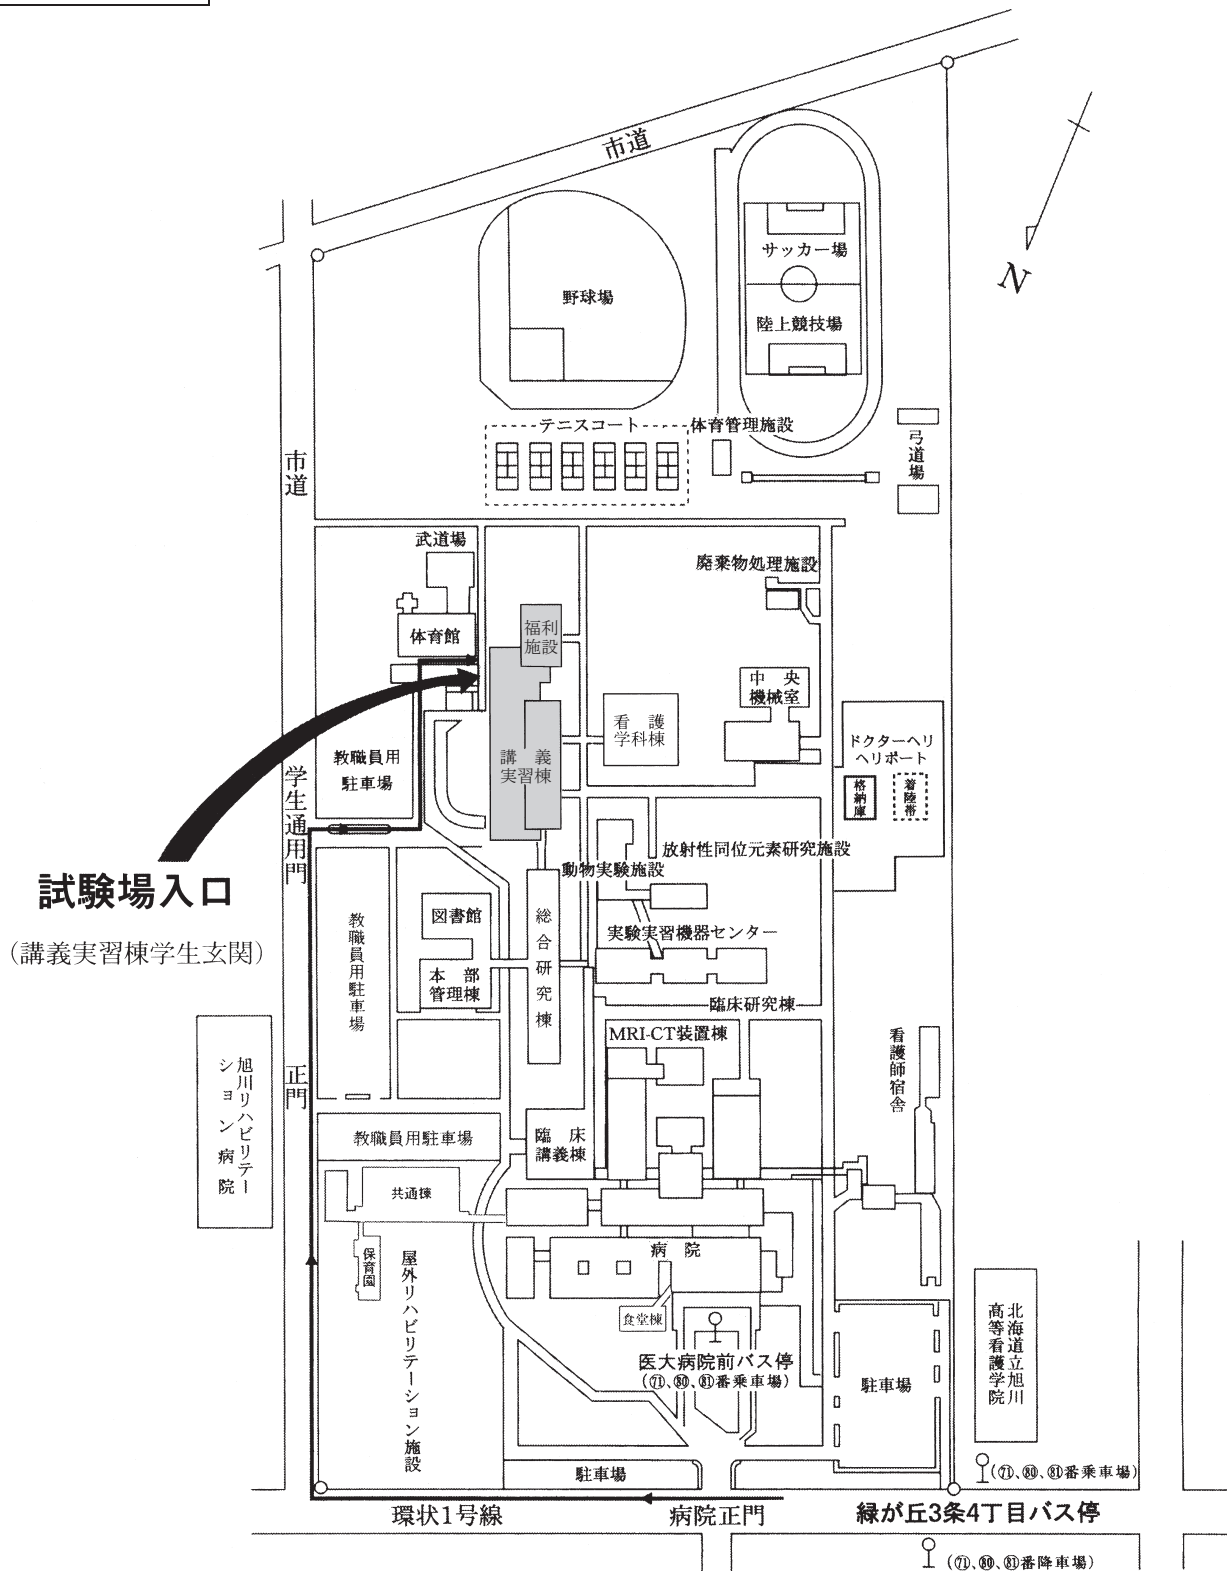 市道
サッカー場
N
野球場
陸上競技場
テニスコート
体育管理施設
弓道場
市道
武道場
廃棄物処理施設
福利
施設
体育館
中央
機械室
看護
学科棟
ドクターヘリ
ヘリポート
講義
実習棟
教職員用
駐車場
格納庫
着陸帯
学生通用門
放射性同位元素研究施設
動物実験施設
試験場入口
（講義実習棟学生玄関）
図書館
総合研究棟
教職員用駐車場
実験実習機器センター
本部
管理棟
臨床研究棟
MRI-CT装置棟
看護師宿舎
旭川リハビリテー
ション病院
正門
教職員用駐車場
臨床
講義棟
共通棟
保育園
屋外リハビリテーション施設
病院
食堂棟
医大病院前バス停
（㋛、㊿、番乗車場）
駐車場
北海道立旭川
高等看護学院
駐車場
（71、80、81番乗車場）
環状1号線
病院正門
緑が丘3条4丁目バス停
（71、80、81番降車場）